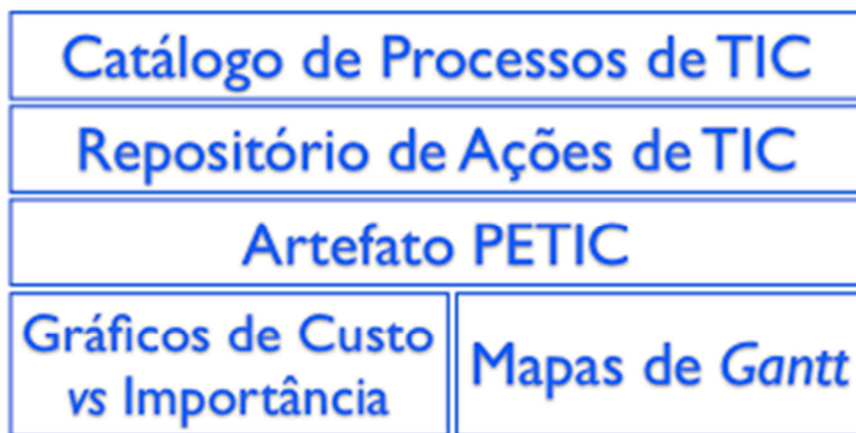 Catálogo de Processos de TIC
Repositório de Ações de TIC
Artefato PETIC
Gráficos de Custo
vs Importância
Mapas de Gantt